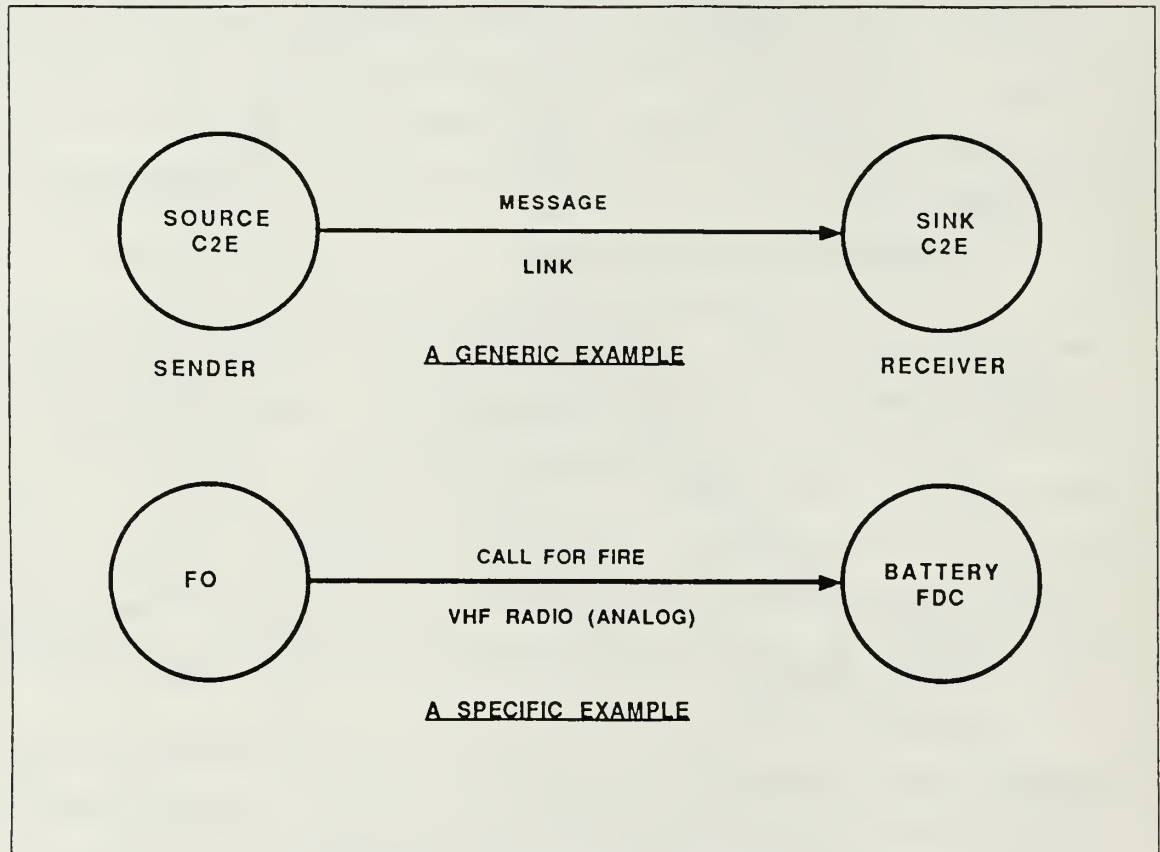 SOURCE
C2E
MESSAGE
LINK
SINK
C2E
SENDER
A GENERIC EXAMPLE
RECEIVER
FO
CALL FOR FIRE
VHF RADIO (ANALOG)
BATTERY
FDC
A SPECIFIC EXAMPLE